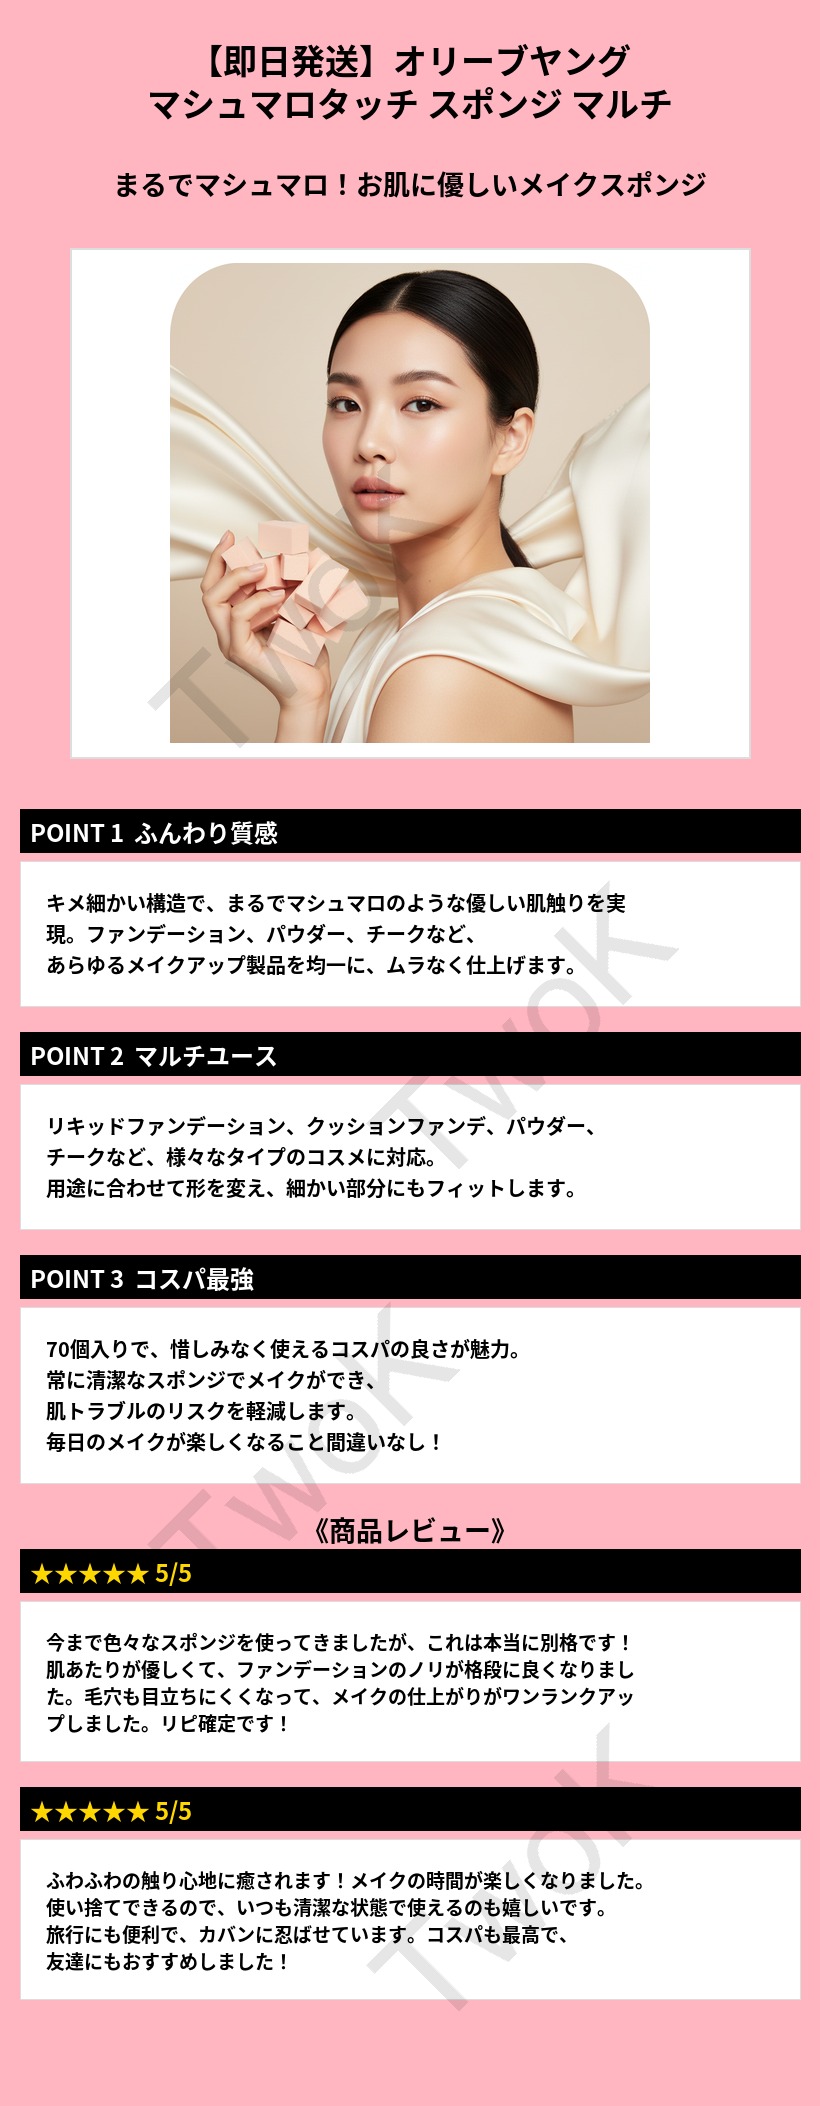 【即日発送】オリーブヤング
マシュマロタッチ スポンジ マルチ
まるでマシュマロ！お肌に優しいメイクスポンジ
TwoK
POINT 1 ふんわり質感
キメ細かい構造で、まるでマシュマロのような優しい肌触りを実
現。ファンデーション、パウダー、チークなど、
あらゆるメイクアップ製品を均一に、ムラなく仕上げます。
TwoK
POINT 2 マルチユース
リキッドファンデーション、クッションファンデ、パウダー、
チークなど、様々なタイプのコスメに対応。
用途に合わせて形を変え、細かい部分にもフィットします。
POINT 3 コスパ最強
70個入りで、惜しみなく使えるコスパの良さが魅力。
常に清潔なスポンジでメイクができ、
肌トラブルのリスクを軽減します。
毎日のメイクが楽しくなること間違いなし！
TwoK
《商品レビュー》
★★★★★ 5/5
今まで色々なスポンジを使ってきましたが、これは本当に別格です！
肌あたりが優しくて、ファンデーションのノリが格段に良くなりまし
た。毛穴も目立ちにくくなって、メイクの仕上がりがワンランクアッ
プしました。リピ確定です！
★★★★★ 5/5
ふわふわの触り心地に癒されます！メイクの時間が楽しくなりました。
使い捨てできるので、いつも清潔な状態で使えるのも嬉しいです。
旅行にも便利で、カバンに忍ばせています。コスパも最高で、
友達にもおすすめしました！
TwoK